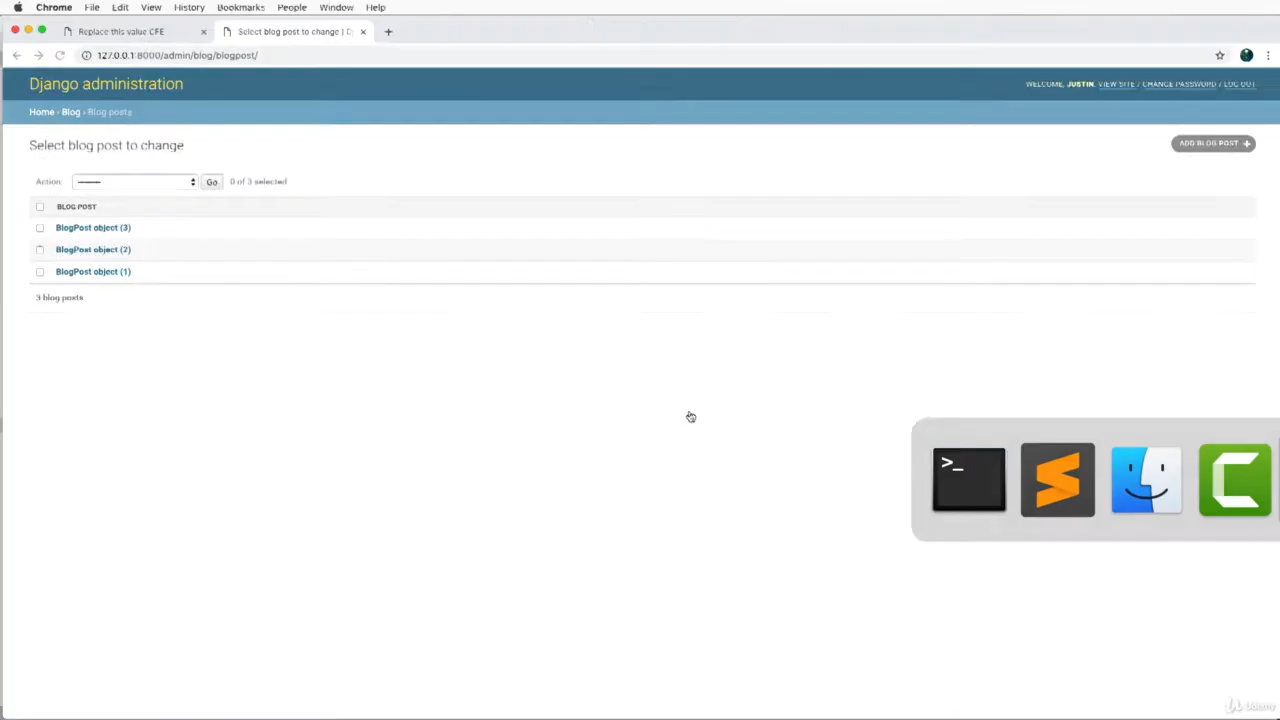 Chrome File Edit View History Bookmarks People Window Help
Replace this value CFE × Select blog post to change | Dj × +
127.0.0.1:8000/admin/blog/blogpost/
Django administration WELCOME, JUSTIN. VIEW SITE / CHANGE PASSWORD / LOG OUT
Home › Blog › Blog posts
Select blog post to change ADD BLOG POST +
Action: --------- Go 0 of 3 selected
BLOG POST
BlogPost object (3)
BlogPost object (2)
BlogPost object (1)
3 blog posts
>_
Udemy